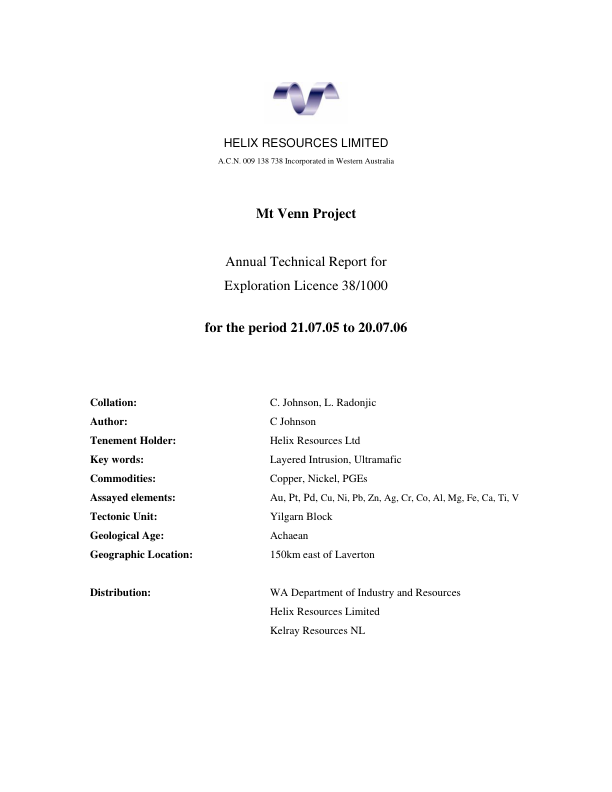 HELIX RESOURCES LIMITED
A.C.N. 009 138 738 Incorporated in Western Australia
Mt Venn Project
Annual Technical Report for
Exploration Licence 38/1000
for the period 21.07.05 to 20.07.06
Collation: C. Johnson, L. Radonjic
Author: C Johnson
Tenement Holder: Helix Resources Ltd
Key words: Layered Intrusion, Ultramafic
Commodities: Copper, Nickel, PGEs
Assayed elements: Au, Pt, Pd, Cu, Ni, Pb, Zn, Ag, Cr, Co, Al, Mg, Fe, Ca, Ti, V
Tectonic Unit: Yilgarn Block
Geological Age: Achaean
Geographic Location: 150km east of Laverton
Distribution: WA Department of Industry and Resources
Helix Resources Limited
Kelray Resources NL